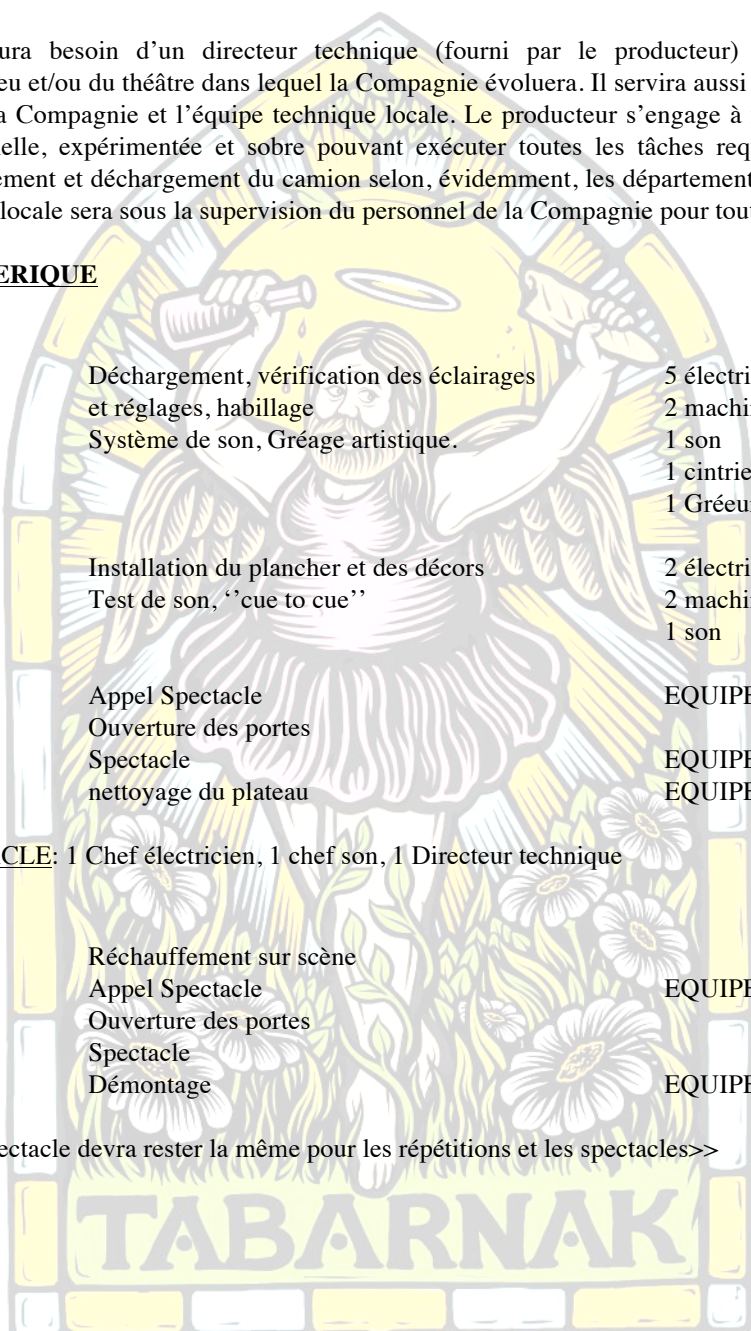 ura besoin d’un directeur technique (fourni par le producteur)
eu et/ou du théâtre dans lequel la Compagnie évoluera. Il servira aussi
a Compagnie et l’équipe technique locale. Le producteur s’engage à
elle, expérimentée et sobre pouvant exécuter toutes les tâches req
ement et déchargement du camion selon, évidemment, les département
locale sera sous la supervision du personnel de la Compagnie pour tout
ERIQUE
Déchargement, vérification des éclairages 5 électri
et réglages, habillage 2 machi
Système de son, Gréage artistique. 1 son
1 cintrie
1 Gréeu
Installation du plancher et des décors 2 électri
Test de son, ‘’cue to cue’’ 2 machi
1 son
Appel Spectacle EQUIPE
Ouverture des portes
Spectacle EQUIPE
nettoyage du plateau EQUIPE
CLE: 1 Chef électricien, 1 chef son, 1 Directeur technique
Réchauffement sur scène
Appel Spectacle EQUIPE
Ouverture des portes
Spectacle
Démontage EQUIPE
ectacle devra rester la même pour les répétitions et les spectacles>>
TABARNAK